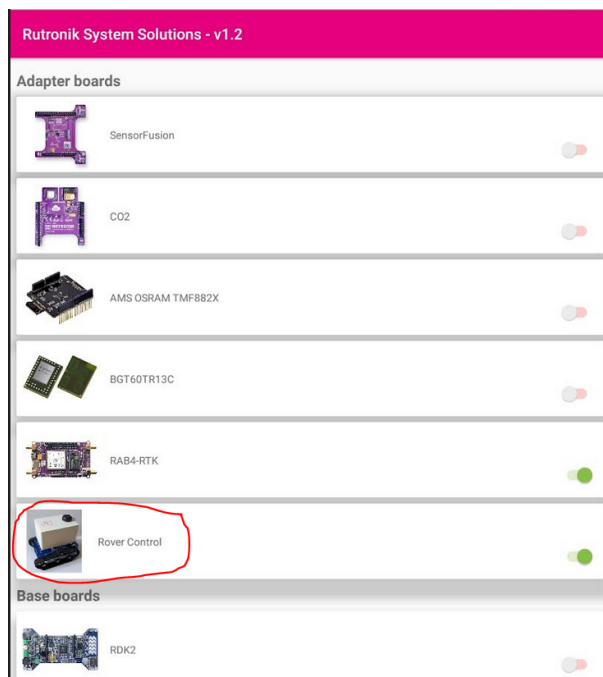 Rutronik System Solutions - v1.2
Adapter boards
SensorFusion
CO2
AMS OSRAM TMF882X
BGT60TR13C
RAB4-RTK
Rover Control
Base boards
RDK2